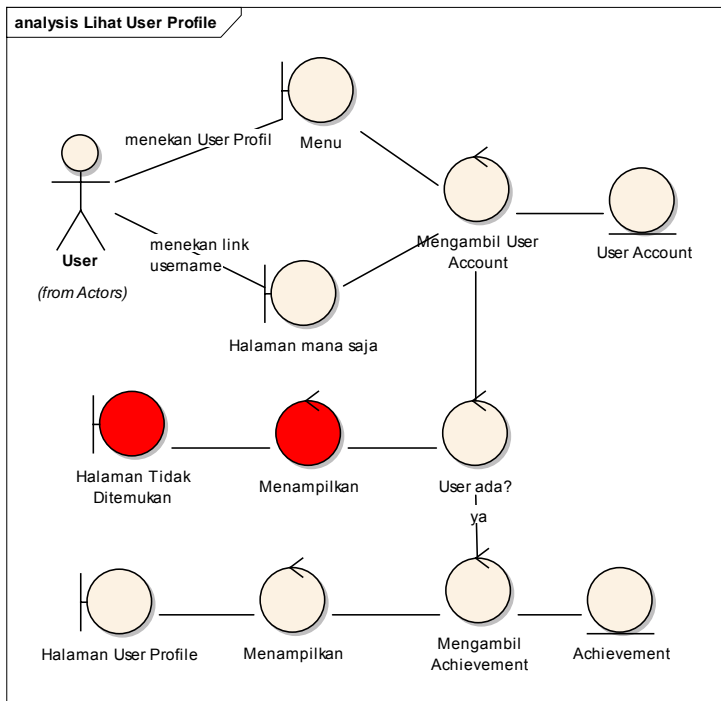 analysis Lihat User Profile
menekan User Profil
Menu
User
(from Actors)
menekan link
username
Mengambil User
Account
User Account
Halaman mana saja
Halaman Tidak
Ditemukan
Menampilkan
User ada?
ya
Halaman User Profile
Menampilkan
Mengambil
Achievement
Achievement